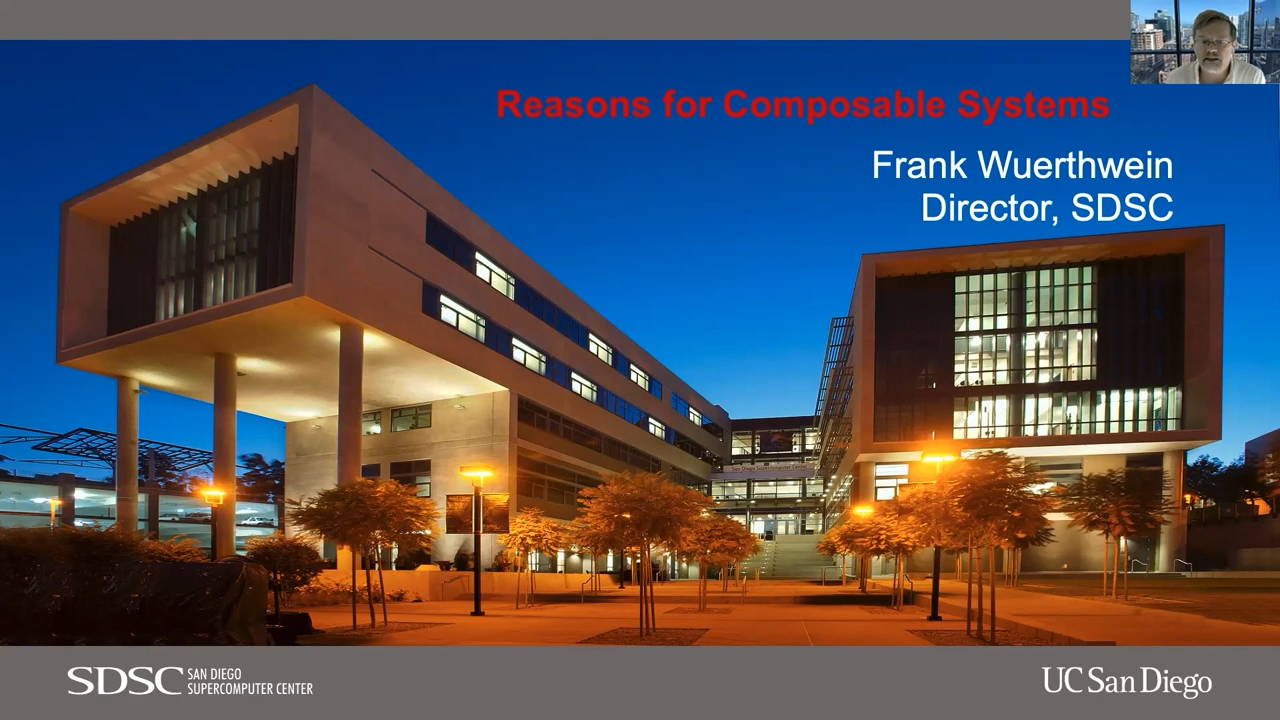 Reasons for Composable Systems
Frank Wuerthwein
Director, SDSC
SDSC SAN DIEGO
SUPERCOMPUTER CENTER
UC San Diego